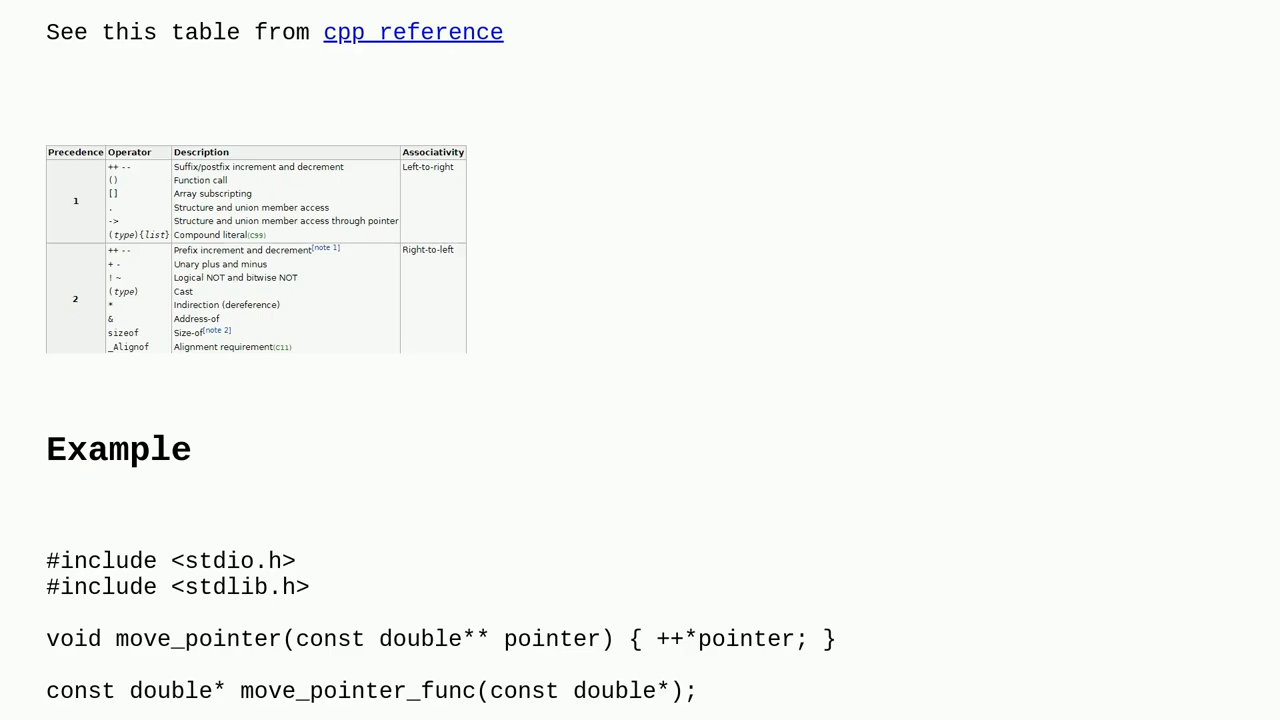 See this table from cpp reference
Precedence Operator Description Associativity
1
++ -- Suffix/postfix increment and decrement Left-to-right
() Function call
[] Array subscripting
. Structure and union member access
-> Structure and union member access through pointer
(type){list} Compound literal(C99)
2
++ -- Prefix increment and decrement[note 1] Right-to-left
+ - Unary plus and minus
! ~ Logical NOT and bitwise NOT
(type) Cast
* Indirection (dereference)
& Address-of
sizeof Size-of[note 2]
_Alignof Alignment requirement(C11)
Example
#include <stdio.h>
#include <stdlib.h>
void move_pointer(const double** pointer) { ++*pointer; }
const double* move_pointer_func(const double*);